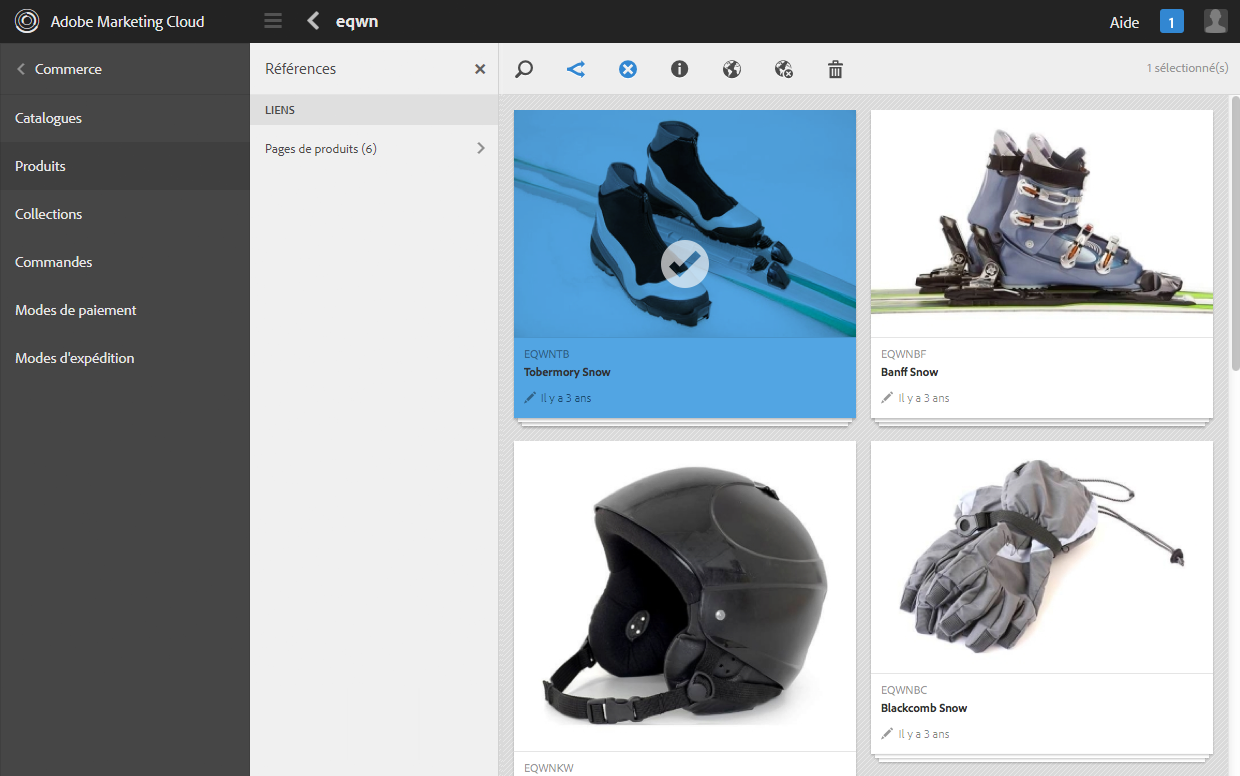 Adobe Marketing Cloud
eqwn
Aide
1
Commerce
Catalogues
Produits
Collections
Commandes
Modes de paiement
Modes d'expédition
Références
LIENS
Pages de produits (6)
1 sélectionné(s)
EQWNTB
Tobermory Snow
Il y a 3 ans
EQWNBF
Banff Snow
Il y a 3 ans
EQWNKW
EQWNBC
Blackcomb Snow
Il y a 3 ans